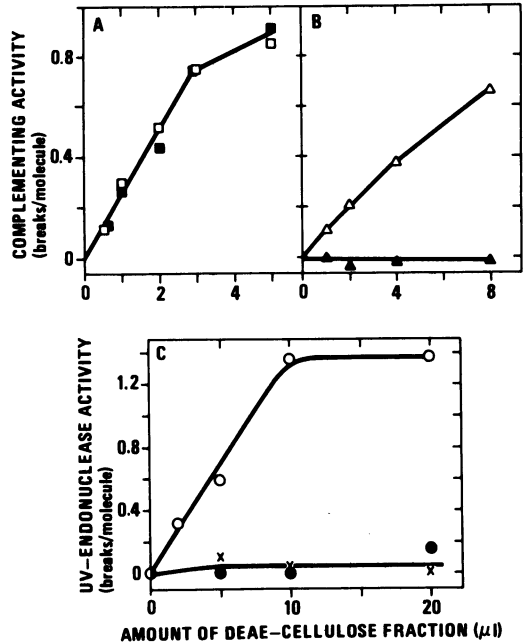 A
B
COMPLEMENTING ACTIVITY
(breaks/molecule)
0.8
0.4
0
0 2 4
0 4 8
C
UV-ENDONUCLEASE ACTIVITY
(breaks/molecule)
1.2
0.8
0.4
0
0 10 20
AMOUNT OF DEAE-CELLULOSE FRACTION (μl)